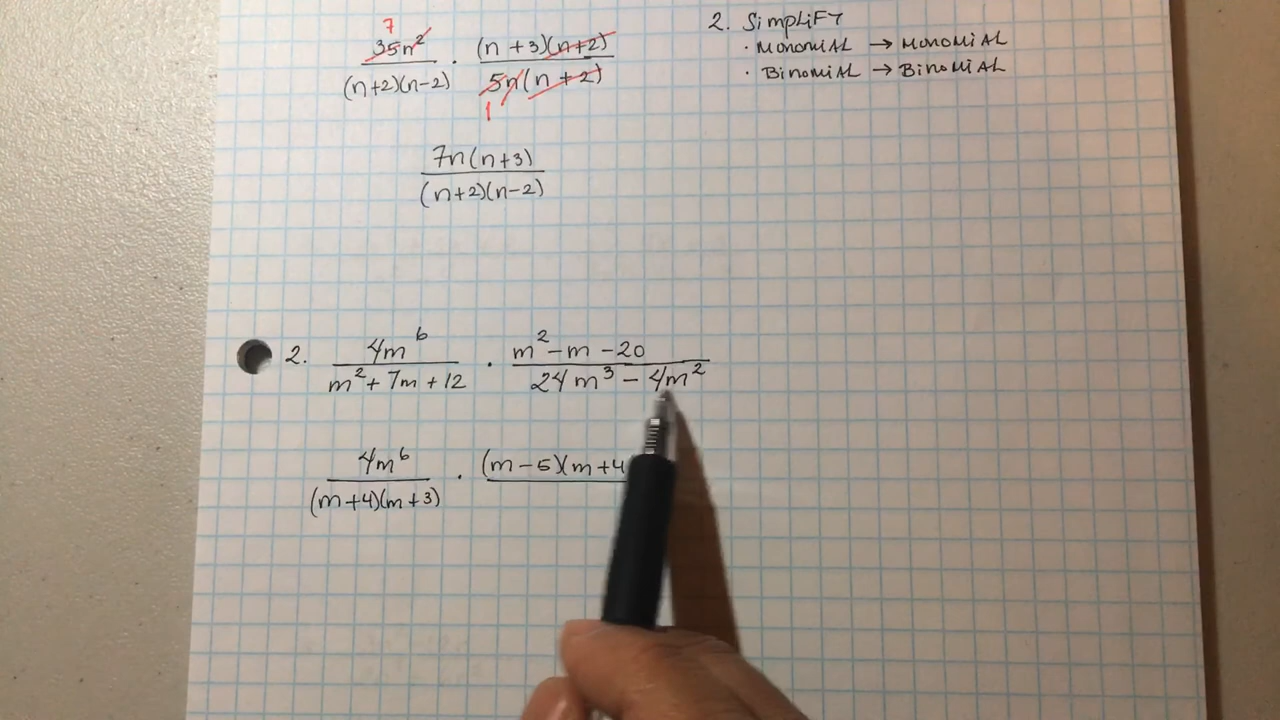 7
35n² / (n+2)(n-2) · (n+3)(n+2) / 5n(n+2)
1
7n(n+3) / (n+2)(n-2)
2. SimpLiFY
· MONOMIAL → MONOMIAL
· BiNOMiAL → BiNOMiAL
2. 4m⁶ / m²+7m+12 · m²-m-20 / 24m³-4m²
4m⁶ / (m+4)(m+3) · (m-5)(m+4